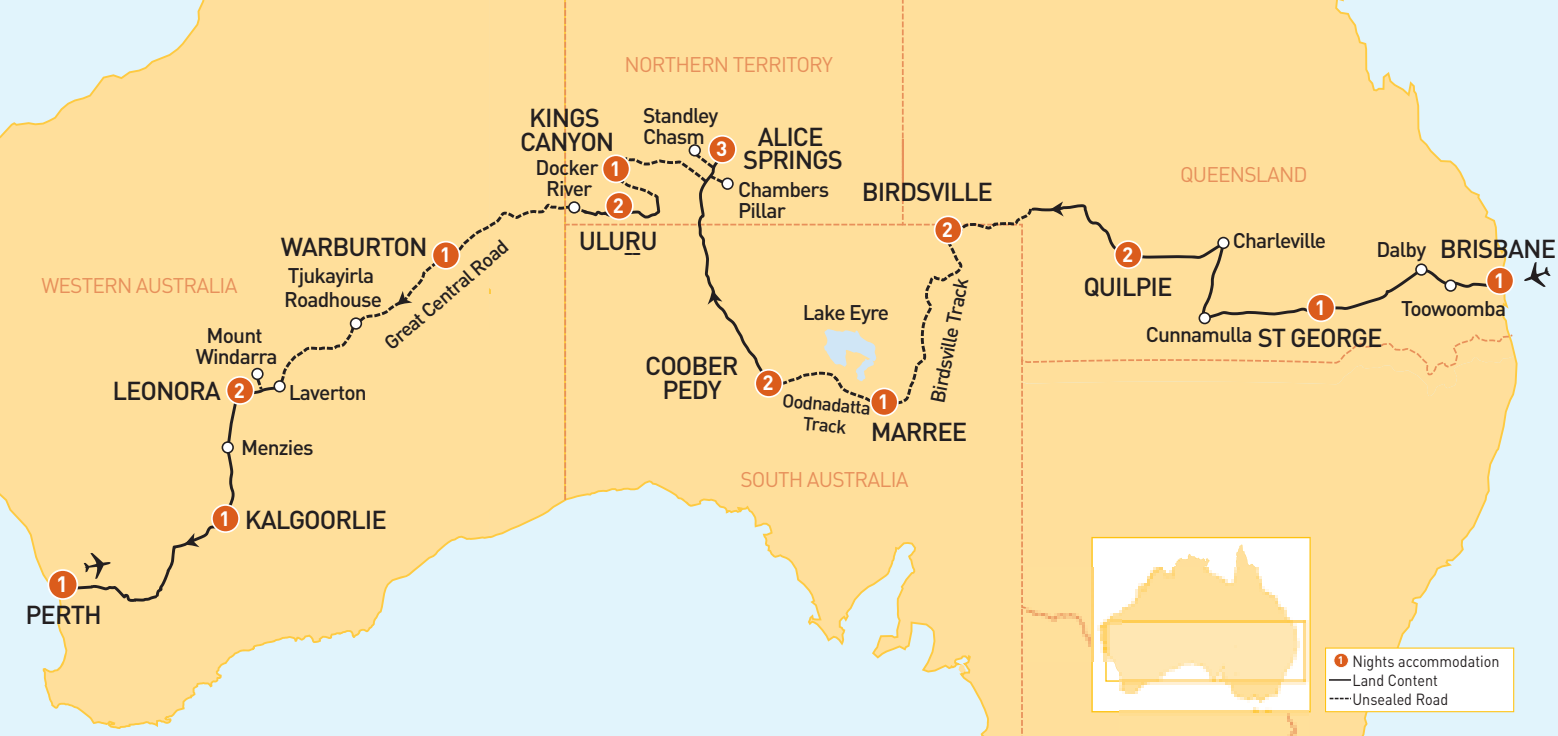 NORTHERN TERRITORY
QUEENSLAND
WESTERN AUSTRALIA
SOUTH AUSTRALIA
KINGS
CANYON
1
Standley
Chasm
3
ALICE
SPRINGS
Docker
River
2
ULURU
Chambers
Pillar
BIRDSVILLE
2
WARBURTON
1
Great Central Road
Tjukayirla
Roadhouse
Mount
Windarra
LEONORA
2
Laverton
Menzies
1
KALGOORLIE
1
PERTH
COOBER
PEDY
2
Oodnadatta
Track
Lake Eyre
1
MARREE
Birdsville Track
2
QUILPIE
Charleville
Cunnamulla
1
ST GEORGE
Dalby
Toowoomba
BRISBANE
1
1 Nights accommodation
Land Content
Unsealed Road